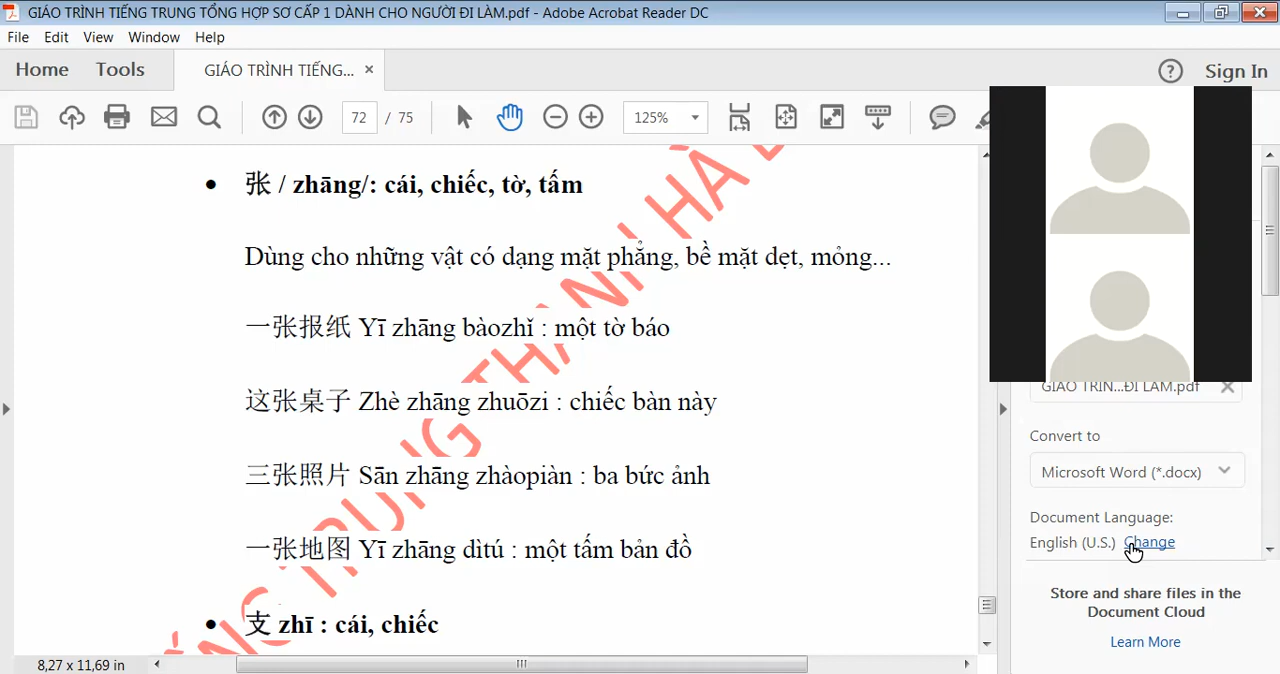 GIÁO TRÌNH TIẾNG TRUNG TỔNG HỢP SƠ CẤP 1 DÀNH CHO NGƯỜI ĐI LÀM.pdf - Adobe Acrobat Reader DC
File Edit View Window Help
Home Tools GIÁO TRÌNH TIẾNG... × Sign In
72 / 75 125%
• 张 / zhāng/: cái, chiếc, tờ, tấm
Dùng cho những vật có dạng mặt phẳng, bề mặt dẹt, mỏng...
一张报纸 Yī zhāng bàozhǐ : một tờ báo
这张桌子 Zhè zhāng zhuōzi : chiếc bàn này
三张照片 Sān zhāng zhàopiàn : ba bức ảnh
一张地图 Yī zhāng dìtú : một tấm bản đồ
• 支 zhī : cái, chiếc
TIẾNG TRUNG THANH HÀ
8,27 x 11,69 in
GIÁO TRÌN...ĐI LÀM.pdf
Convert to
Microsoft Word (*.docx)
Document Language:
English (U.S.) Change
Store and share files in the
Document Cloud
Learn More